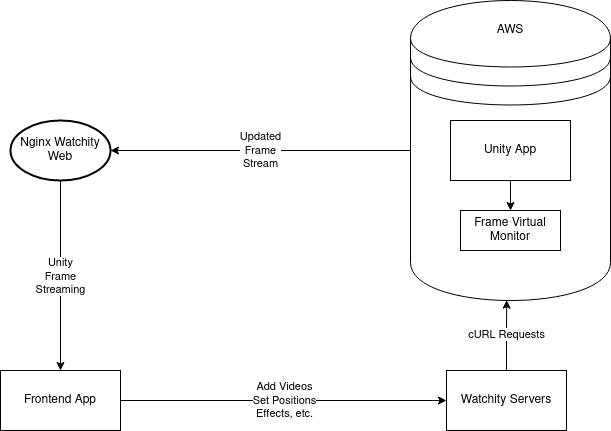 AWS
Updated
Frame
Stream
Nginx Watchity
Web
Unity App
Frame Virtual
Monitor
Unity
Frame
Streaming
cURL Requests
Frontend App
Add Videos
Set Positions
Effects, etc.
Watchity Servers